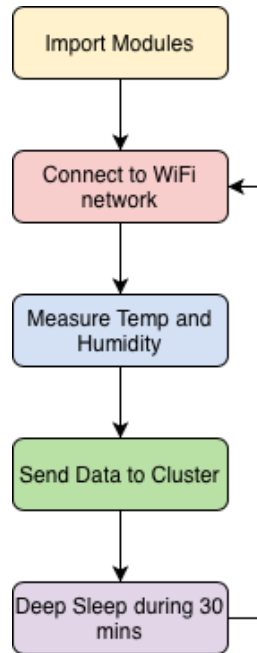 Import Modules
Connect to WiFi
network
Measure Temp and
Humidity
Send Data to Cluster
Deep Sleep during 30
mins